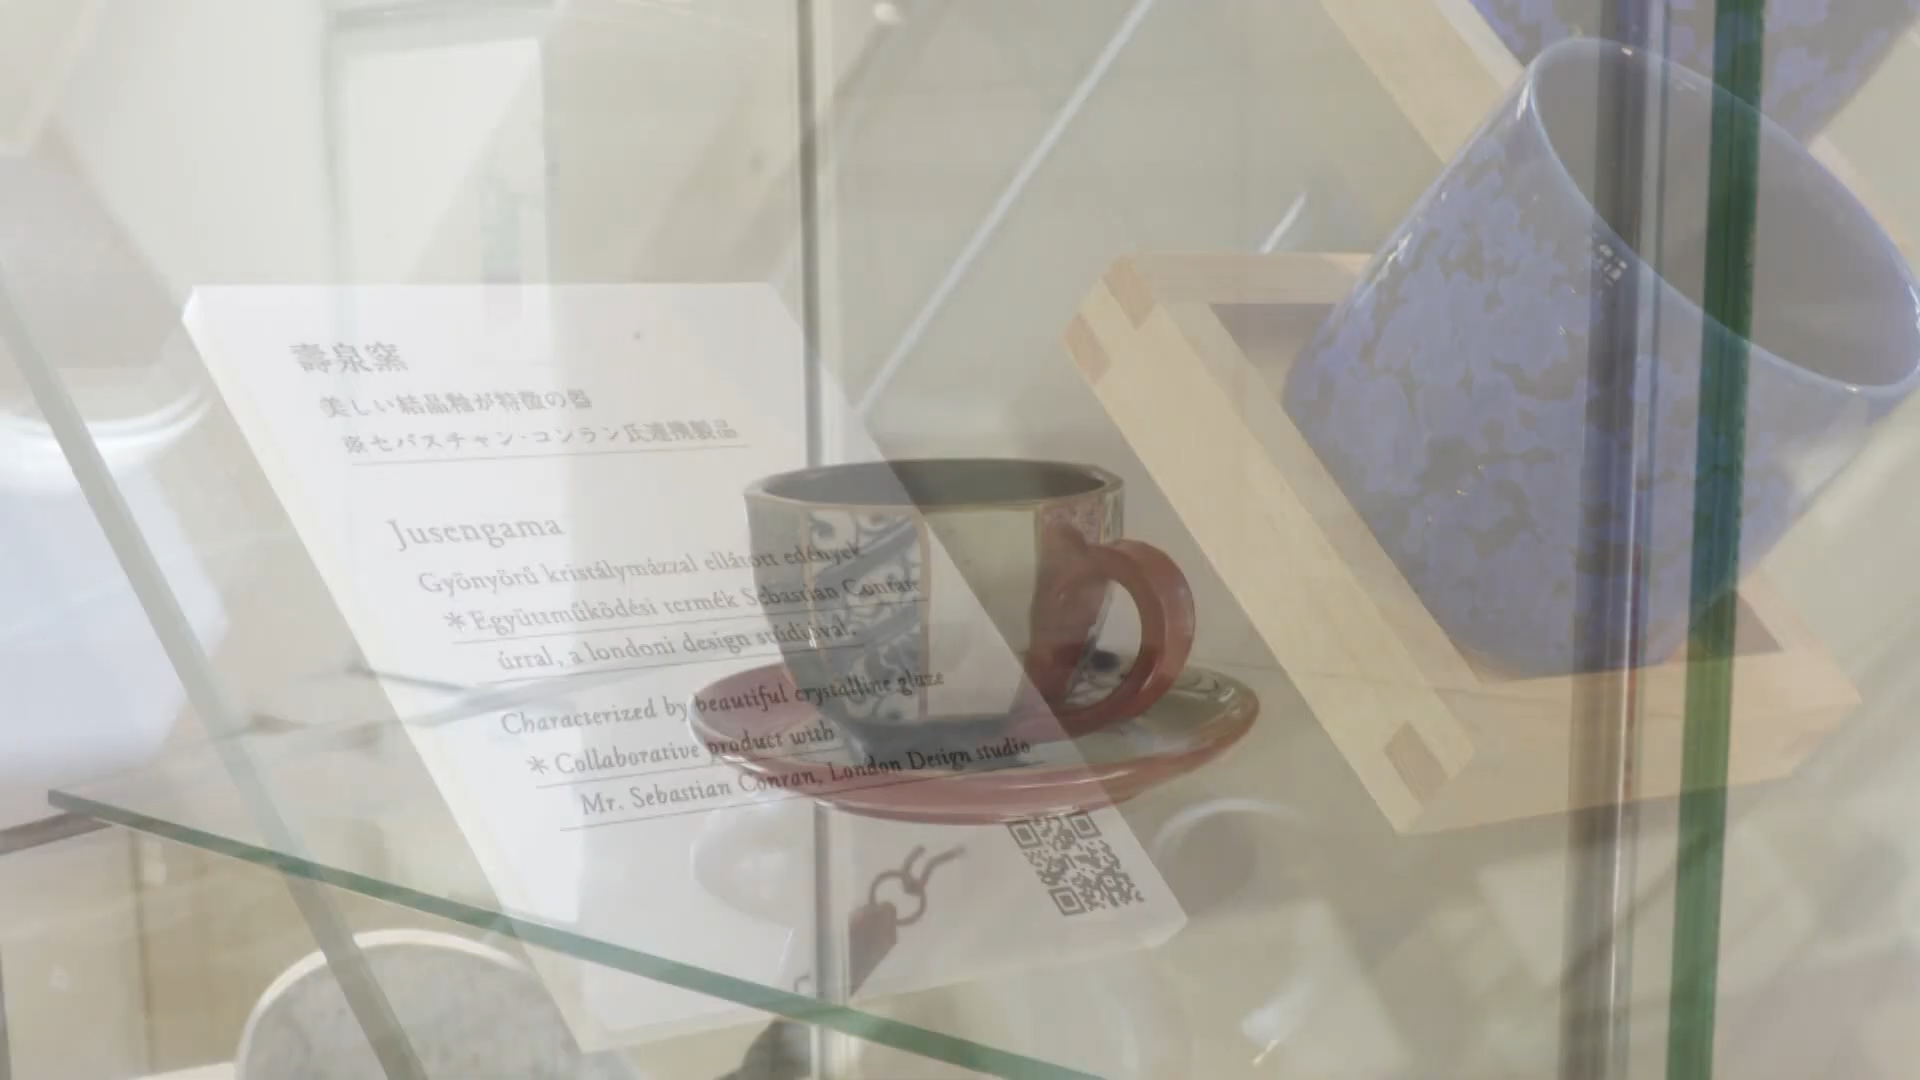 壽泉窯
美しい結晶釉が特徴の器
※セバスチャン・コンラン氏連携製品
Jusengama
Gyönyörű kristálymázzal ellátott edények
*Együttműködési termék Sebastian Conran
úrral, a londoni design stúdióval.
Characterized by beautiful crystalline glaze
*Collaborative product with
Mr. Sebastian Conran, London Design studio